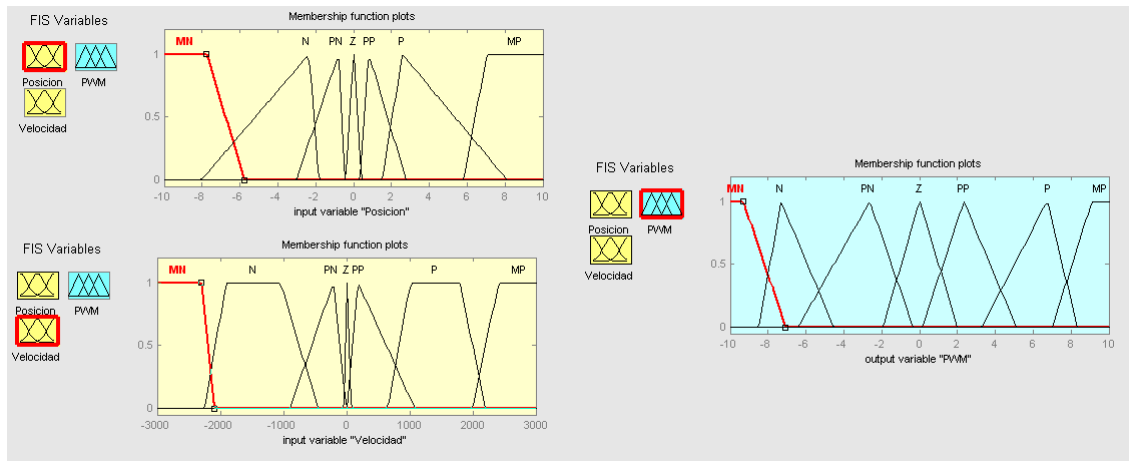 FIS Variables
Posicion
PWM
Velocidad
Membership function plots
MN N PN Z PP P MP
1
0.5
0
-10 -8 -6 -4 -2 0 2 4 6 8 10
input variable "Posicion"
FIS Variables
Posicion
PWM
Velocidad
Membership function plots
MN N PN Z PP P MP
1
0.5
0
-3000 -2000 -1000 0 1000 2000 3000
input variable "Velocidad"
FIS Variables
Posicion
PWM
Velocidad
Membership function plots
MN N PN Z PP P MP
1
0.5
0
-10 -8 -6 -4 -2 0 2 4 6 8 10
output variable "PWM"